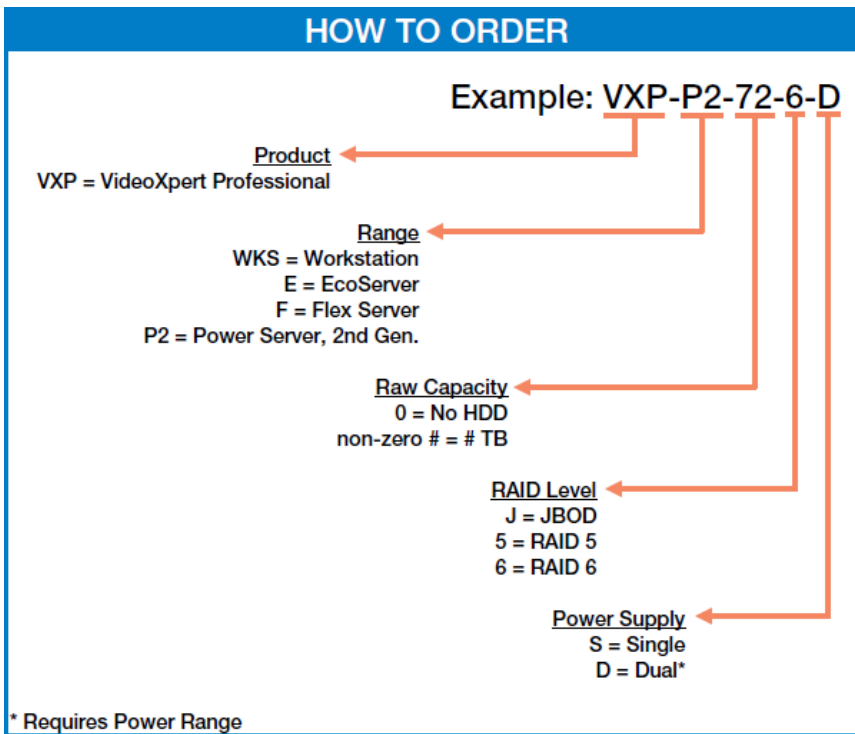 HOW TO ORDER
Example: VXP-P2-72-6-D
Product
VXP = VideoXpert Professional
Range
WKS = Workstation
E = EcoServer
F = Flex Server
P2 = Power Server, 2nd Gen.
Raw Capacity
0 = No HDD
non-zero # = # TB
RAID Level
J = JBOD
5 = RAID 5
6 = RAID 6
Power Supply
S = Single
D = Dual*
* Requires Power Range